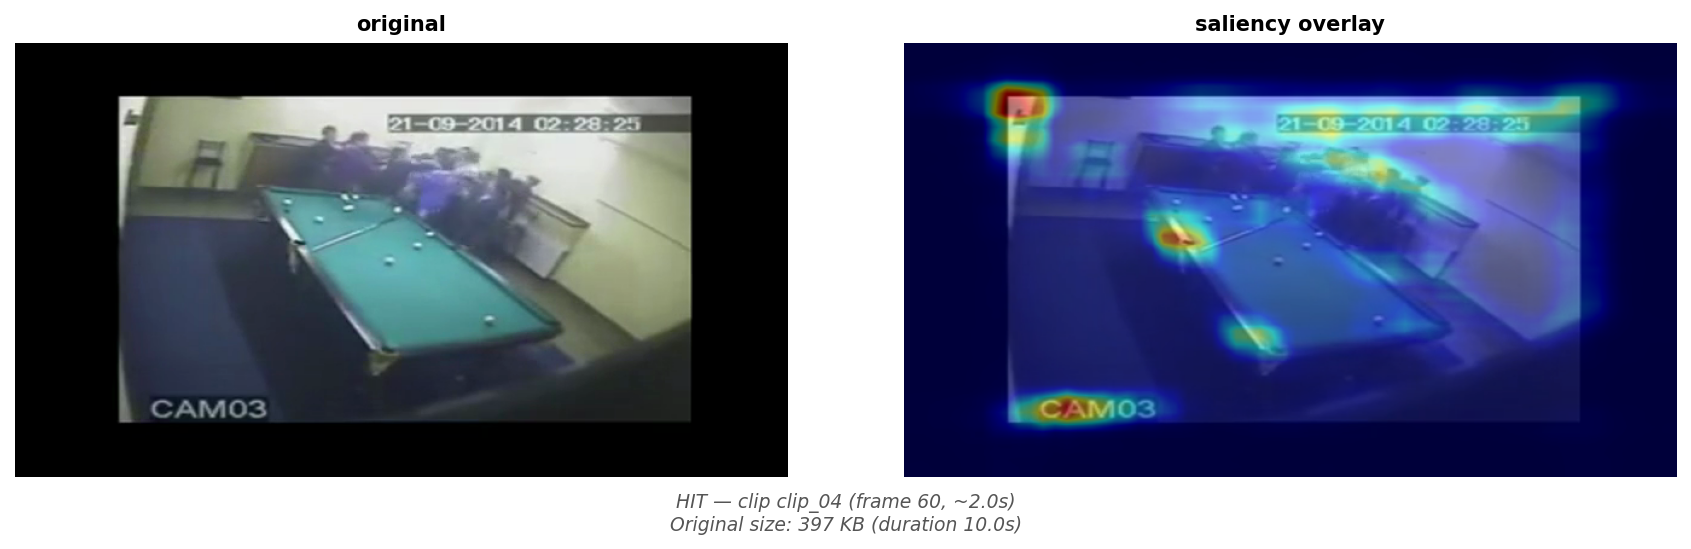 original
saliency overlay
21-09-2014 02:28:25
21-09-2014 02:28:25
CAM03
CAM03
HIT — clip clip_04 (frame 60, ~2.0s)
Original size: 397 KB (duration 10.0s)